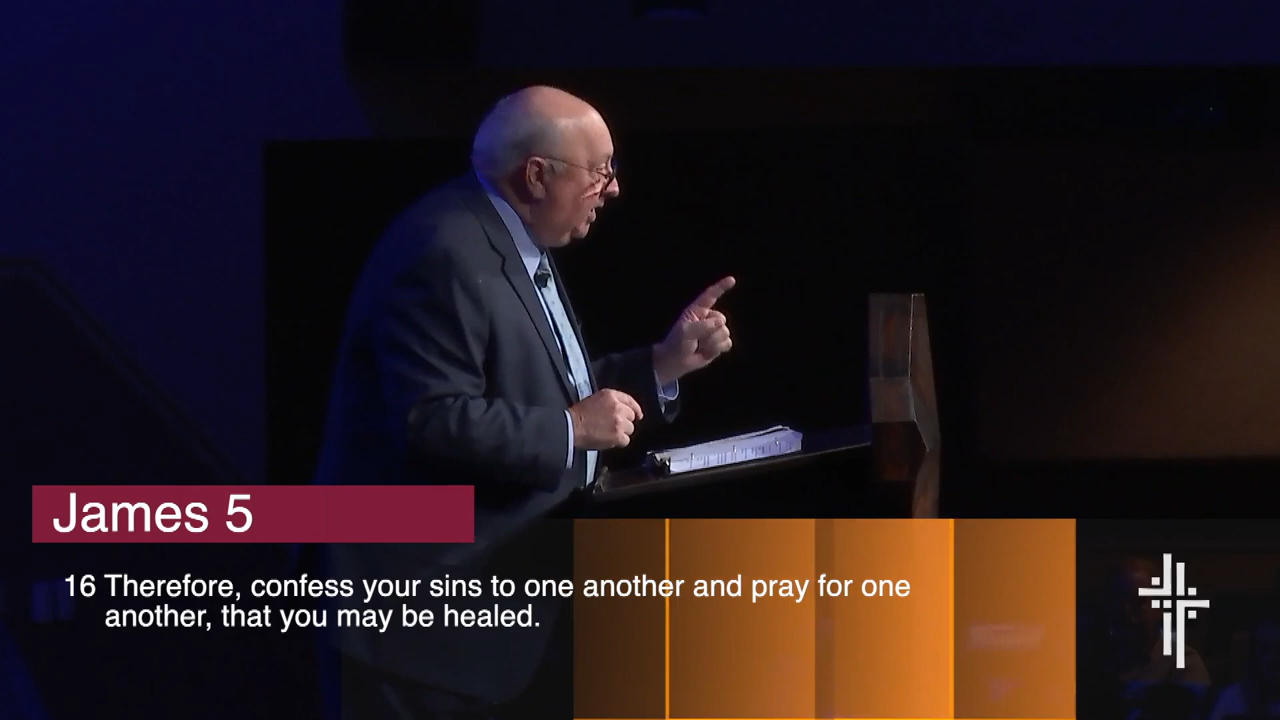 James 5
16 Therefore, confess your sins to one another and pray for one
another, that you may be healed.